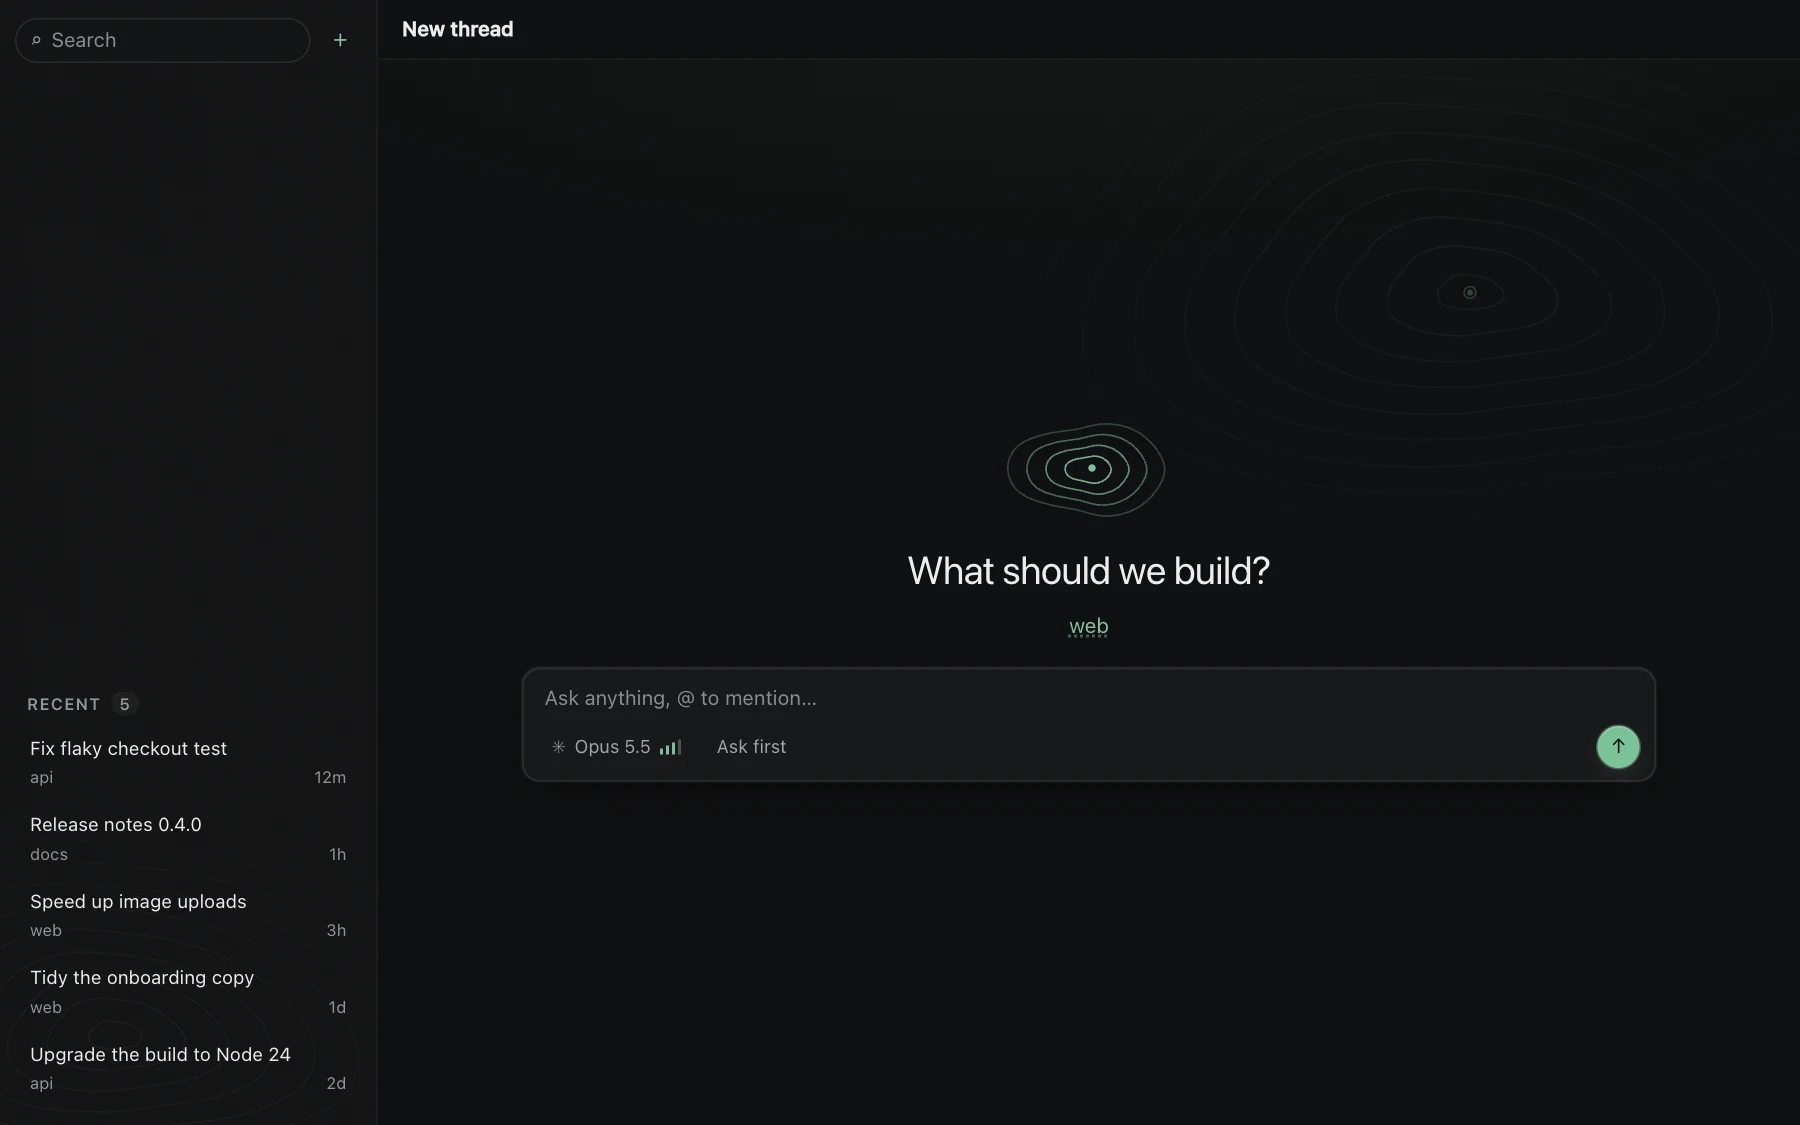 Search
+
New thread
What should we build?
web
Ask anything, @ to mention...
Opus 5.5
Ask first
RECENT 5
Fix flaky checkout test
api 12m
Release notes 0.4.0
docs 1h
Speed up image uploads
web 3h
Tidy the onboarding copy
web 1d
Upgrade the build to Node 24
api 2d